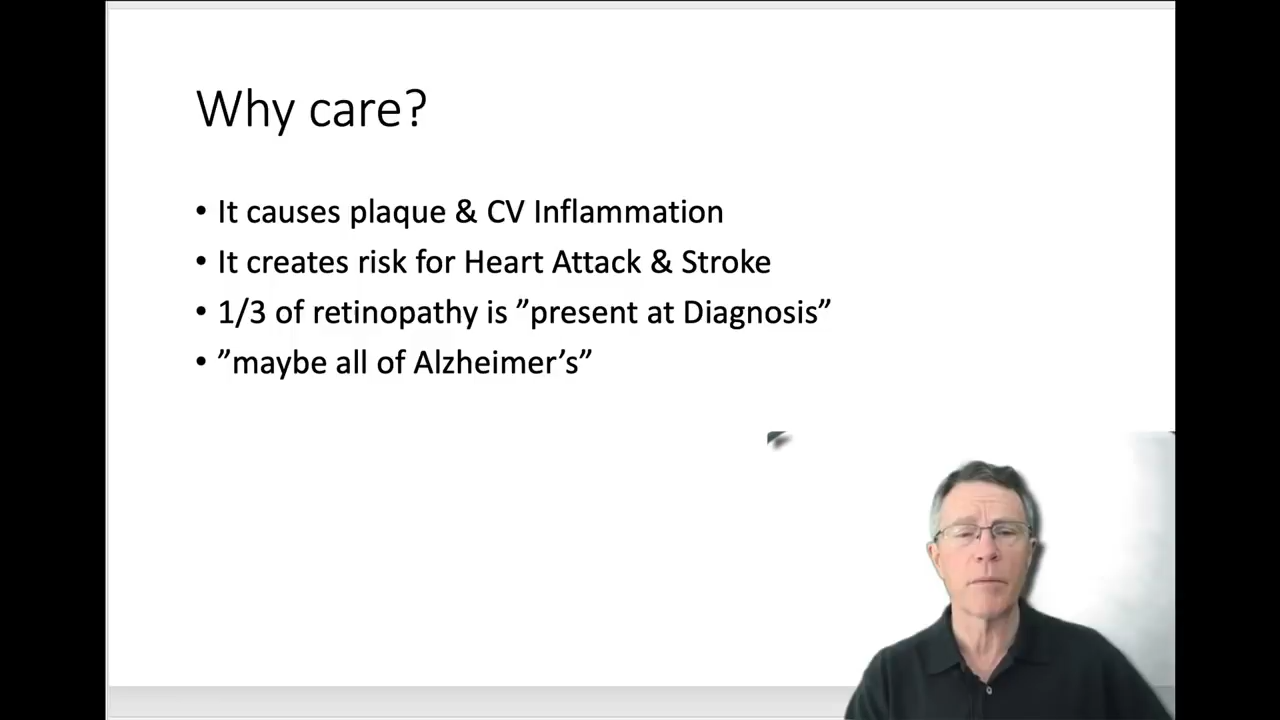 Why care?
• It causes plaque & CV Inflammation
• It creates risk for Heart Attack & Stroke
• 1/3 of retinopathy is ”present at Diagnosis”
• ”maybe all of Alzheimer’s”